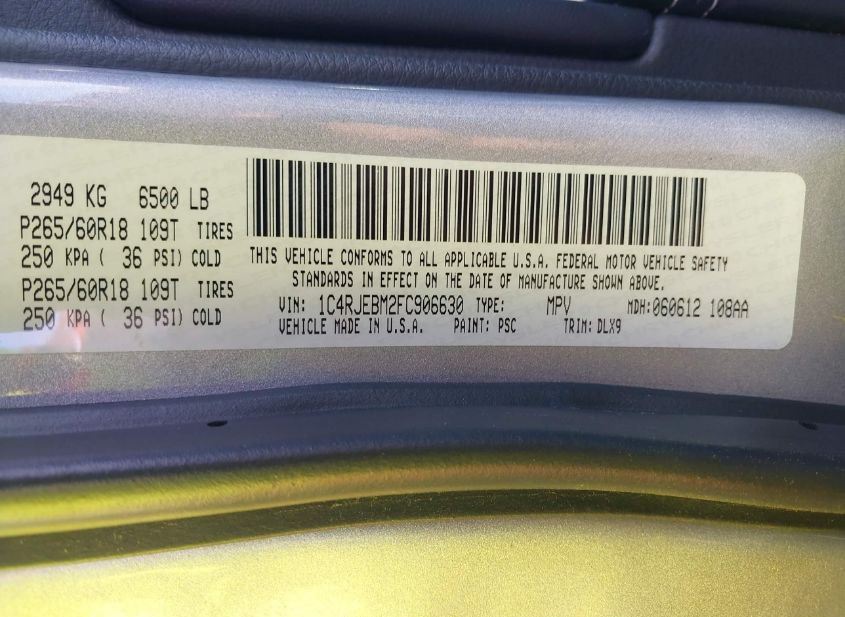 2949 KG 6500 LB
P265/60R18 109T TIRES
250 KPA ( 36 PSI) COLD
P265/60R18 109T TIRES
250 KPA ( 36 PSI) COLD
THIS VEHICLE CONFORMS TO ALL APPLICABLE U.S.A. FEDERAL MOTOR VEHICLE SAFETY
STANDARDS IN EFFECT ON THE DATE OF MANUFACTURE SHOWN ABOVE.
VIN: 1C4RJEBM2FC906630 TYPE: MPV MDH:060612 108AA
VEHICLE MADE IN U.S.A. PAINT: PSC TRIM: DLX9